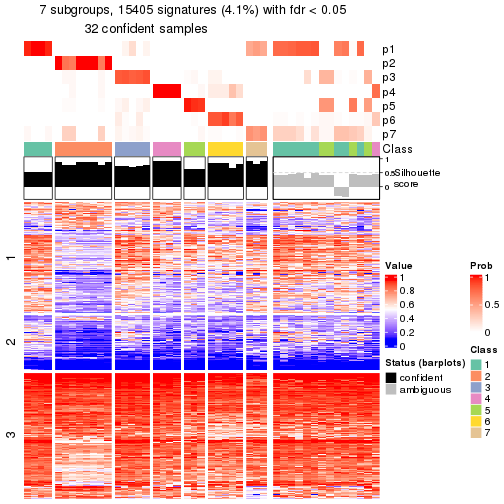 7 subgroups, 15405 signatures (4.1%) with fdr < 0.05
32 confident samples
p1
p2
p3
p4
p5
p6
p7
Class
1
0.5
0
Silhouette
score
1
2
3
Value
1
0.8
0.6
0.4
0.2
0
Prob
1
0.5
0
Status (barplots)
confident
ambiguous
Class
1
2
3
4
5
6
7